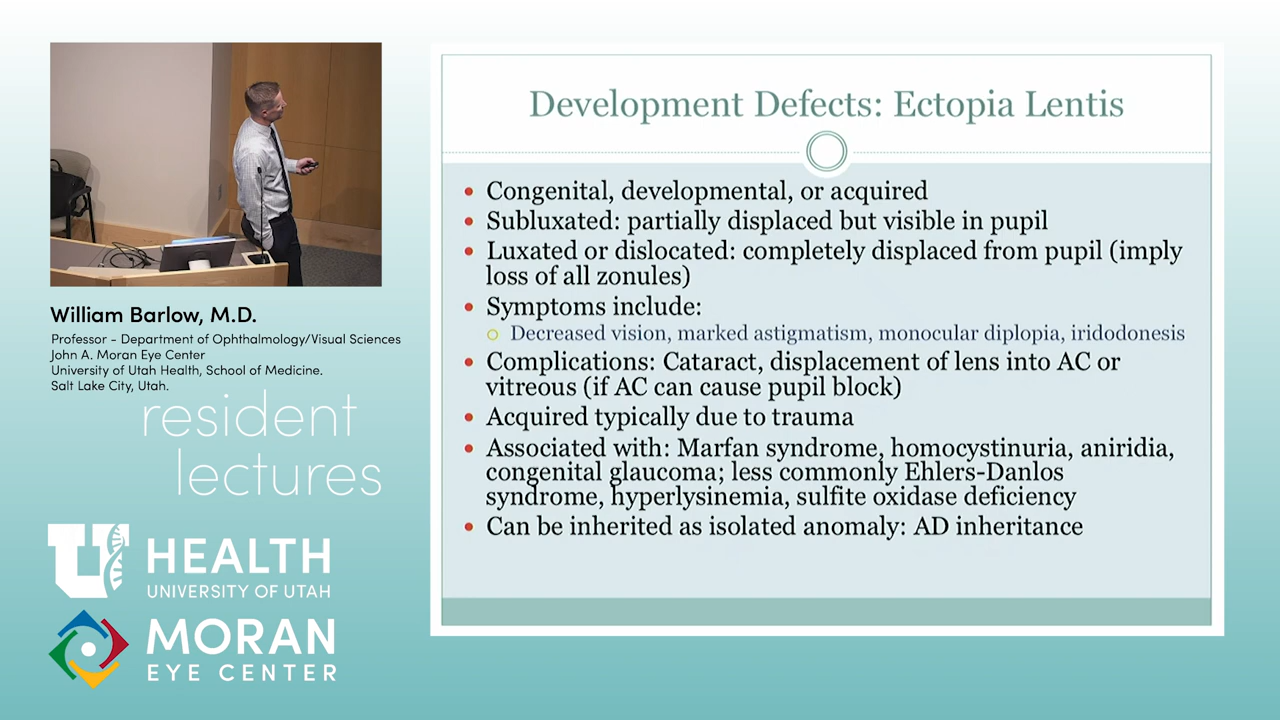 William Barlow, M.D.
Professor - Department of Ophthalmology/Visual Sciences
John A. Moran Eye Center
University of Utah Health, School of Medicine.
Salt Lake City, Utah.
resident
lectures
U HEALTH
UNIVERSITY OF UTAH
MORAN
EYE CENTER
Development Defects: Ectopia Lentis
• Congenital, developmental, or acquired
• Subluxated: partially displaced but visible in pupil
• Luxated or dislocated: completely displaced from pupil (imply
loss of all zonules)
• Symptoms include:
○ Decreased vision, marked astigmatism, monocular diplopia, iridodonesis
• Complications: Cataract, displacement of lens into AC or
vitreous (if AC can cause pupil block)
• Acquired typically due to trauma
• Associated with: Marfan syndrome, homocystinuria, aniridia,
congenital glaucoma; less commonly Ehlers-Danlos
syndrome, hyperlysinemia, sulfite oxidase deficiency
• Can be inherited as isolated anomaly: AD inheritance